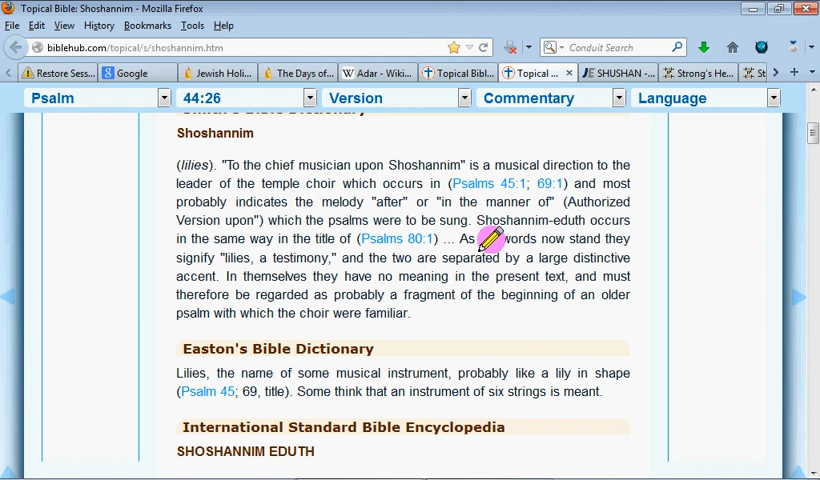 Topical Bible: Shoshannim - Mozilla Firefox
File Edit View History Bookmarks Tools Help
biblehub.com/topical/s/shoshannim.htm
Conduit Search
Restore Sess...
Google
Jewish Holi...
The Days of...
Adar - Wiki...
Topical Bibl...
Topical ...
SHUSHAN -...
Strong's He...
St
Psalm
44:26
Version
Commentary
Language
Shoshannim
(lilies). "To the chief musician upon Shoshannim" is a musical direction to the
leader of the temple choir which occurs in (Psalms 45:1; 69:1) and most
probably indicates the melody "after" or "in the manner of" (Authorized
Version upon") which the psalms were to be sung. Shoshannim-eduth occurs
in the same way in the title of (Psalms 80:1) ... As words now stand they
signify "lilies, a testimony," and the two are separated by a large distinctive
accent. In themselves they have no meaning in the present text, and must
therefore be regarded as probably a fragment of the beginning of an older
psalm with which the choir were familiar.
Easton's Bible Dictionary
Lilies, the name of some musical instrument, probably like a lily in shape
(Psalm 45; 69, title). Some think that an instrument of six strings is meant.
International Standard Bible Encyclopedia
SHOSHANNIM EDUTH